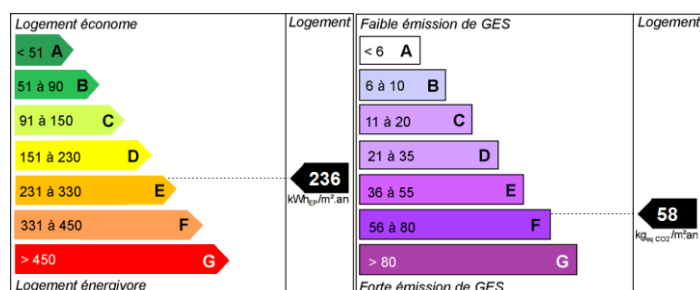 Logement économe
Logement
< 51 A
51 à 90 B
91 à 150 C
151 à 230 D
231 à 330 E
331 à 450 F
> 450 G
236
kWhEP/m².an
Logement énergivore
Faible émission de GES
Logement
< 6 A
6 à 10 B
11 à 20 C
21 à 35 D
36 à 55 E
56 à 80 F
> 80 G
58
kgeq CO2/m².an
Forte émission de GES